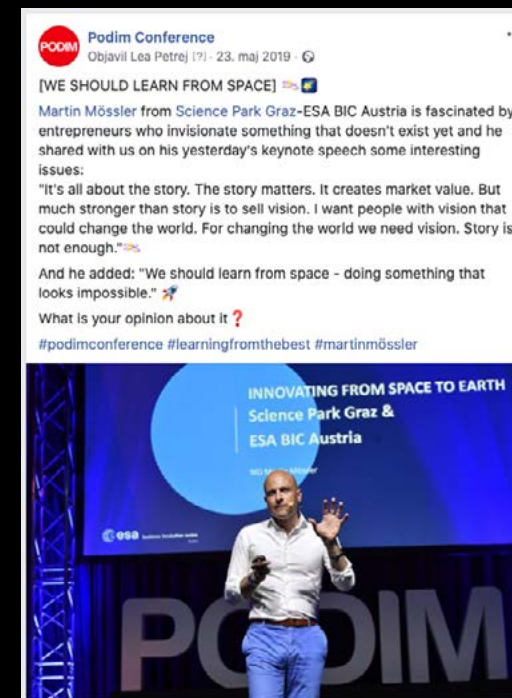 PODIM
Podim Conference
Objavil Lea Petrej [?] · 23. maj 2019 ·
[WE SHOULD LEARN FROM SPACE]
Martin Mössler from Science Park Graz-ESA BIC Austria is fascinated by
entrepreneurs who invisionate something that doesn't exist yet and he
shared with us on his yesterday's keynote speech some interesting
issues:
"It's all about the story. The story matters. It creates market value. But
much stronger than story is to sell vision. I want people with vision that
could change the world. For changing the world we need vision. Story is
not enough."
And he added: "We should learn from space - doing something that
looks impossible." 🚀
What is your opinion about it ❓
#podimconference #learningfromthebest #martinmössler
INNOVATING FROM SPACE TO EARTH
Science Park Graz &
ESA BIC Austria
esa
PODIM